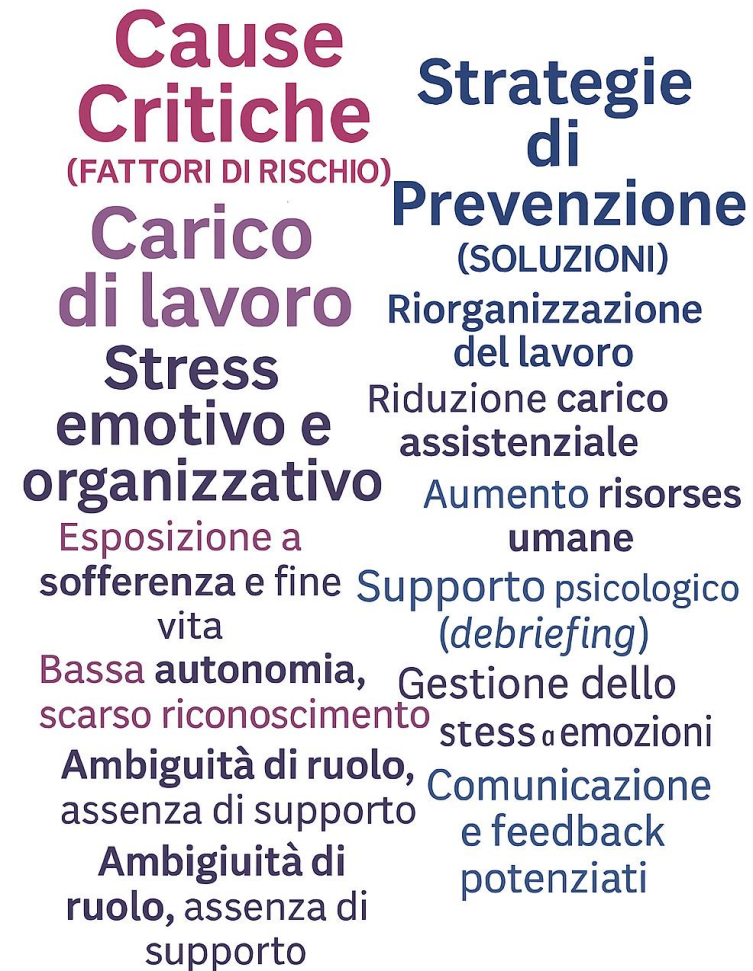 Cause
Critiche
(FATTORI DI RISCHIO)
Carico
di lavoro
Stress
emotivo e
organizzativo
Esposizione a
sofferenza e fine
vita
Bassa autonomia,
scarso riconoscimento
Ambiguità di ruolo,
assenza di supporto
Ambigiuità di
ruolo, assenza di
supporto
Strategie
di
Prevenzione
(SOLUZIONI)
Riorganizzazione
del lavoro
Riduzione carico
assistenziale
Aumento risorses
umane
Supporto psicologico
(debriefing)
Gestione dello
stess a emozioni
Comunicazione
e feedback
potenziati